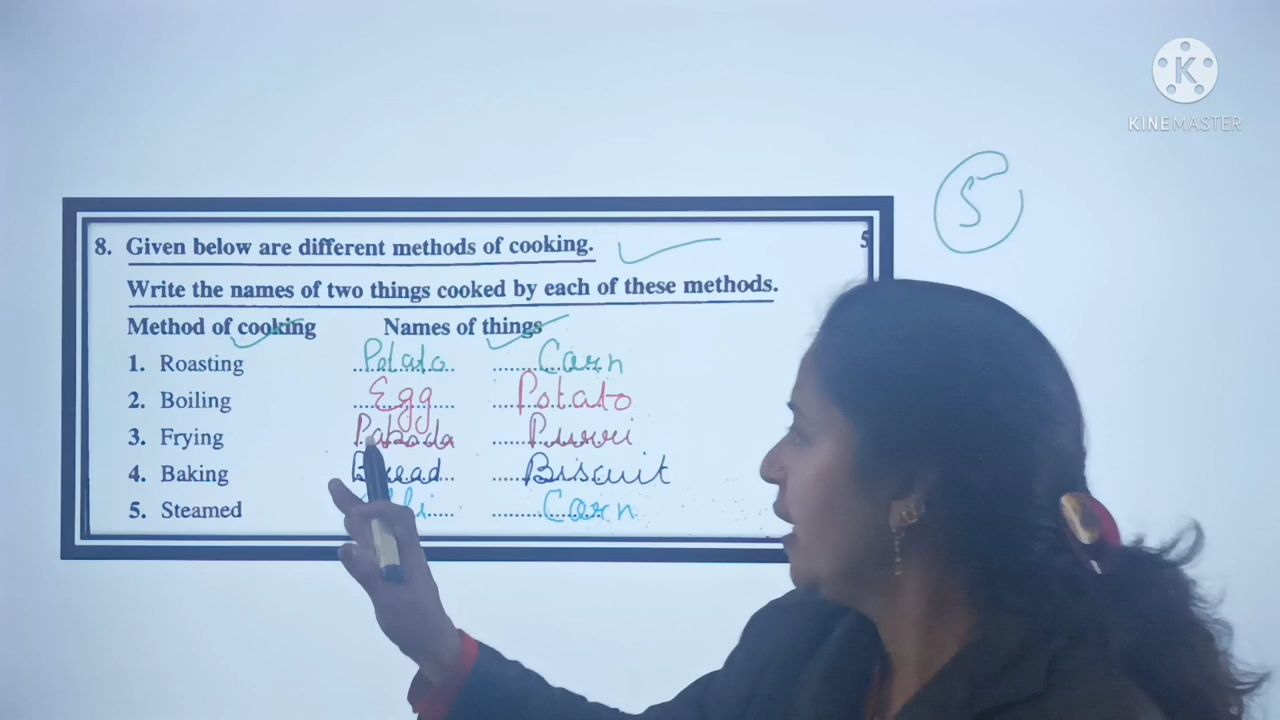 KINEMASTER
5
8. Given below are different methods of cooking. 5
Write the names of two things cooked by each of these methods.
Method of cooking Names of things
1. Roasting Potato Corn
2. Boiling Egg Potato
3. Frying Pakoda Puuri
4. Baking Bread Biscuit
5. Steamed Corn